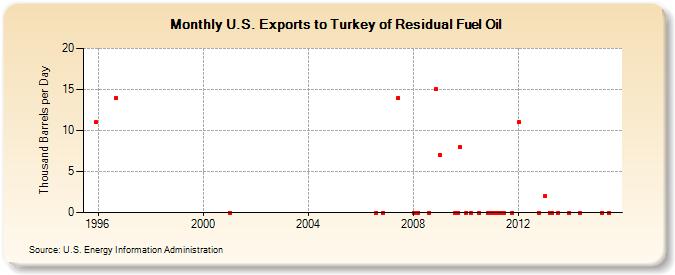 Monthly U.S. Exports to Turkey of Residual Fuel Oil
Thousand Barrels per Day
20
15
10
5
0
1996 2000 2004 2008 2012
Source: U.S. Energy Information Administration